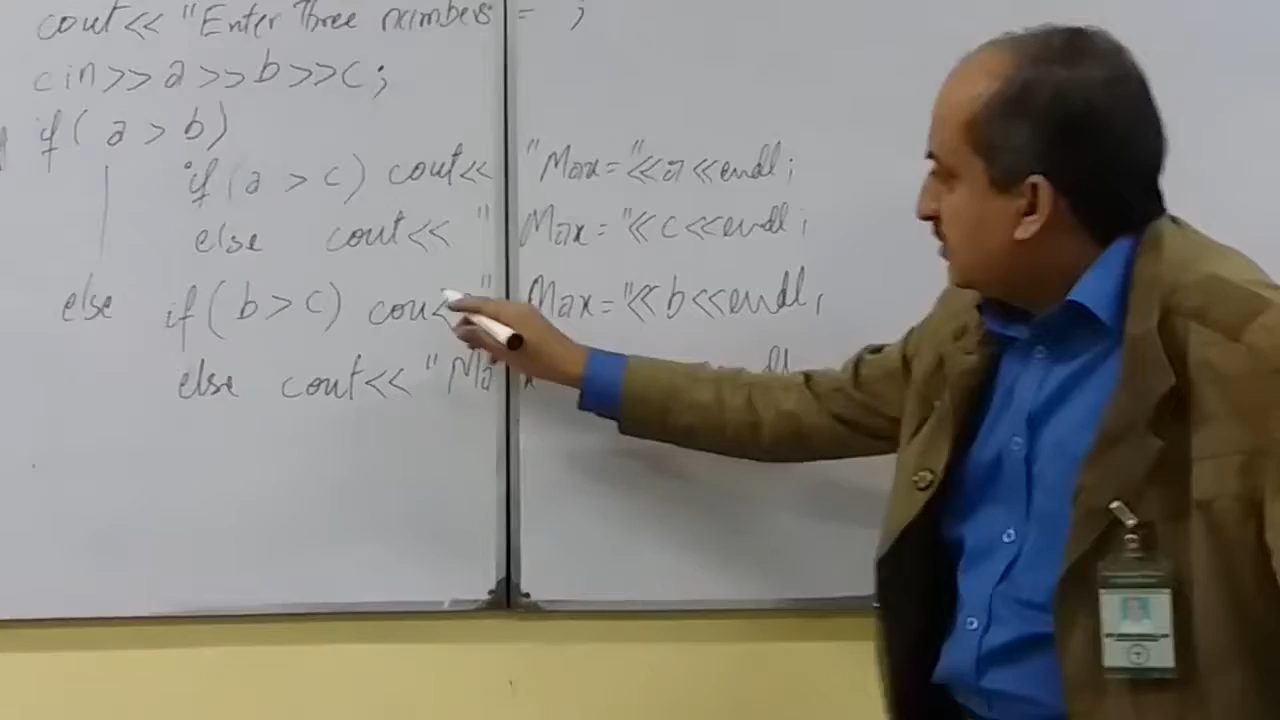 cout<< "Enter Three numbers = ;
cin>>a>>b>>c;
if( a > b)
if(a > c) cout<< "Max="<<a<<endl;
else cout<< " Max= "<<c<<endl;
else if( b>c) cout<< " Max= "<<b<<endl;
else cout<< "Max